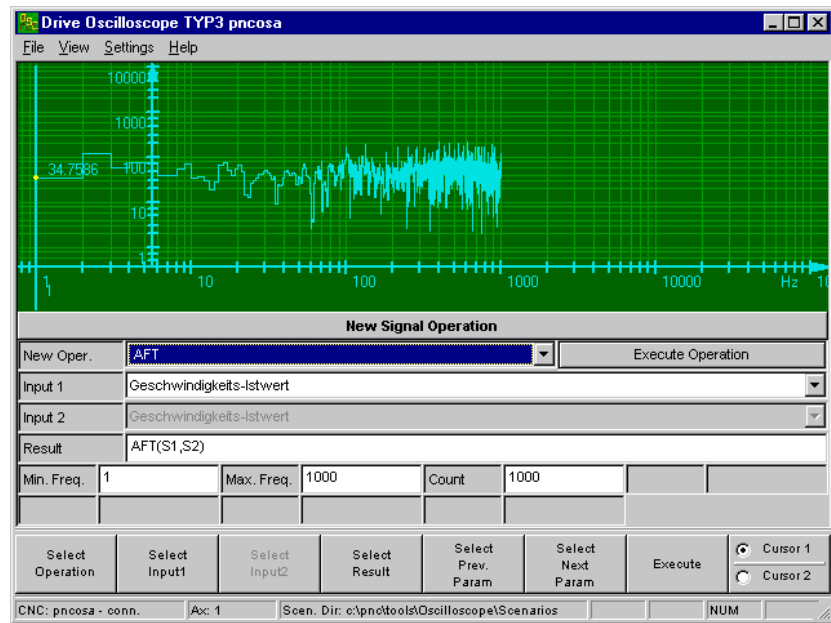 Drive Oscilloscope TYP3 pncosa
File View Settings Help
10000
1000
34.7586
100
10
1
1 10 100 1000 10000 Hz 10
New Signal Operation
New Oper. AFT Execute Operation
Input 1 Geschwindigkeits-Istwert
Input 2 Geschwindigkeits-Istwert
Result AFT(S1,S2)
Min. Freq. 1 Max. Freq. 1000 Count 1000
Select Operation
Select Input1
Select Input2
Select Result
Select Prev. Param
Select Next Param
Execute
Cursor 1
Cursor 2
CNC: pncosa - conn. Ax: 1 Scen. Dir: c:\pnc\tools\Oscilloscope\Scenarios NUM